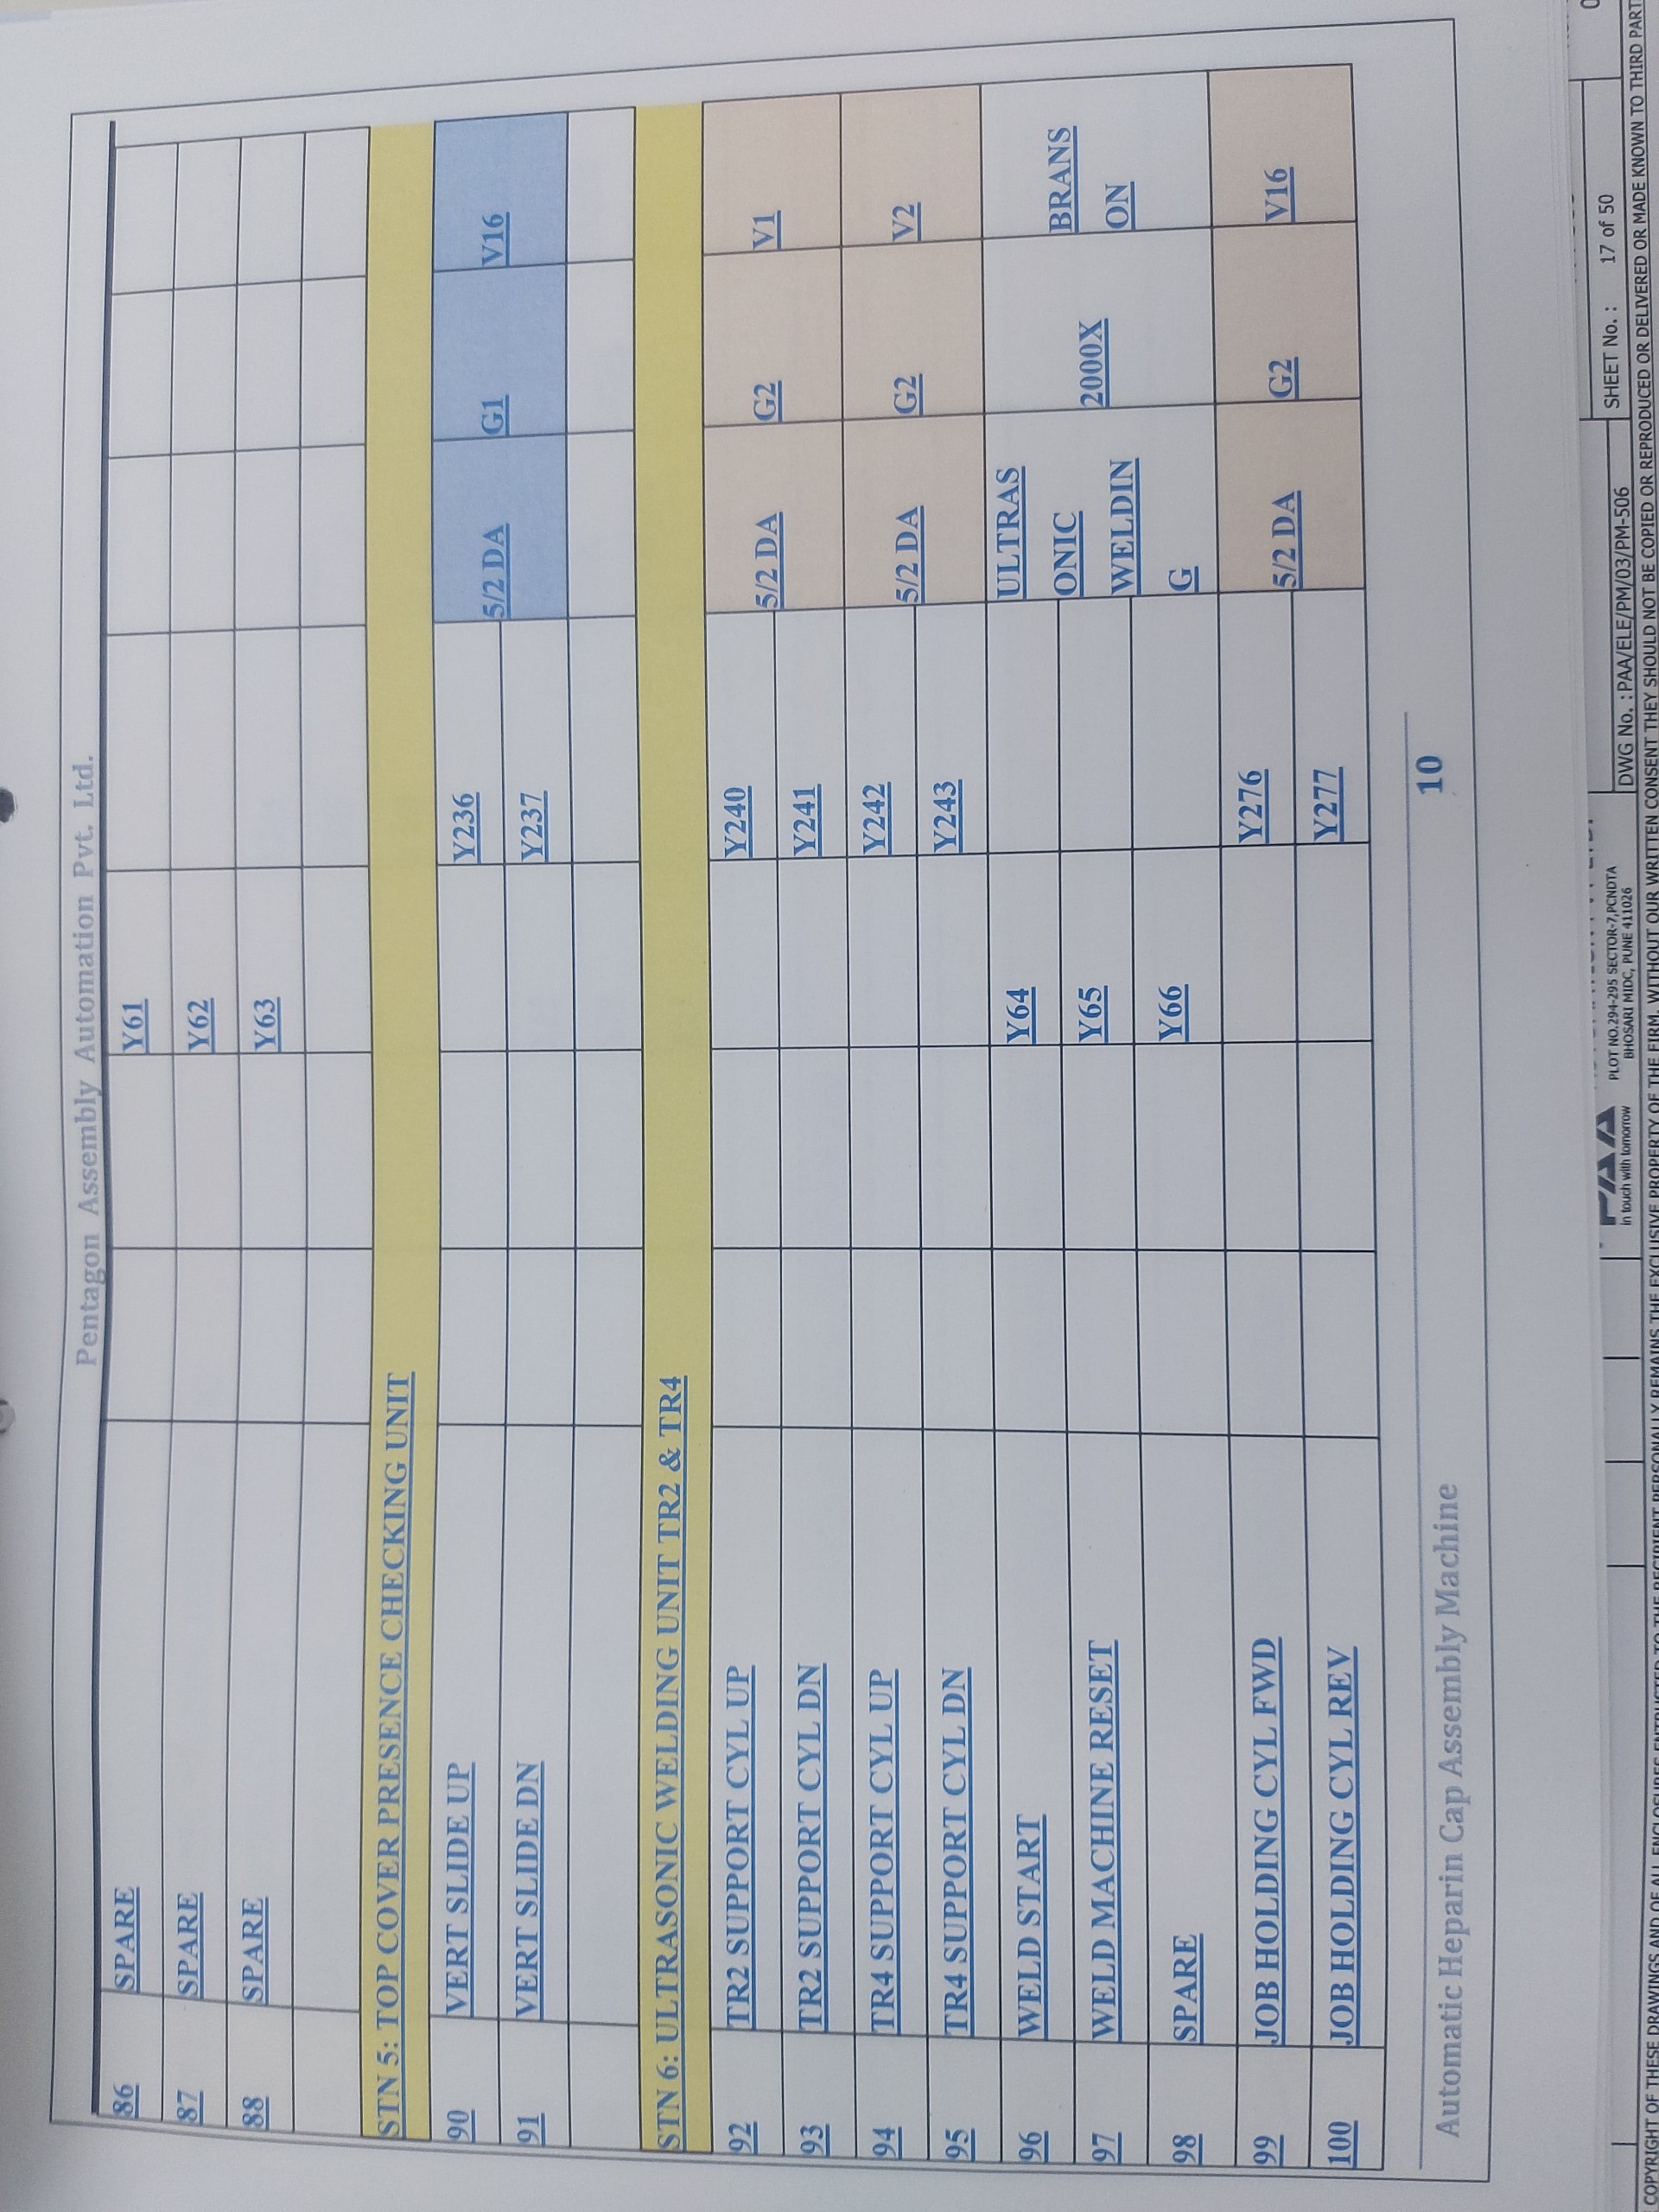 Pentagon Assembly Automation Pvt. Ltd.
86 SPARE Y61
87 SPARE Y62
88 SPARE Y63
STN 5: TOP COVER PRESENCE CHECKING UNIT
90 VERT SLIDE UP Y236
5/2 DA G1 V16
91 VERT SLIDE DN Y237
STN 6: ULTRASONIC WELDING UNIT TR2 & TR4
92 TR2 SUPPORT CYL UP Y240
5/2 DA G2 V1
93 TR2 SUPPORT CYL DN Y241
94 TR4 SUPPORT CYL UP Y242
5/2 DA G2 V2
95 TR4 SUPPORT CYL DN Y243
96 WELD START Y64
97 WELD MACHINE RESET Y65
98 SPARE Y66
ULTRAS
ONIC
WELDIN
G
2000X
BRANS
ON
99 JOB HOLDING CYL FWD Y276
5/2 DA G2 V16
100 JOB HOLDING CYL REV Y277
10
Automatic Heparin Cap Assembly Machine
PAA
in touch with tomorrow
PLOT NO.294-295 SECTOR-7,PCNDTA
BHOSARI MIDC, PUNE 411026
DWG No. : PAA/ELE/PM/03/PM-506
SHEET No. : 17 of 50
COPYRIGHT OF THESE DRAWINGS AND OF ALL ENCLOSURES ENTRUSTED TO THE RECIPIENT PERSONALLY REMAINS THE EXCLUSIVE PROPERTY OF THE FIRM. WITHOUT OUR WRITTEN CONSENT THEY SHOULD NOT BE COPIED OR REPRODUCED OR DELIVERED OR MADE KNOWN TO THIRD